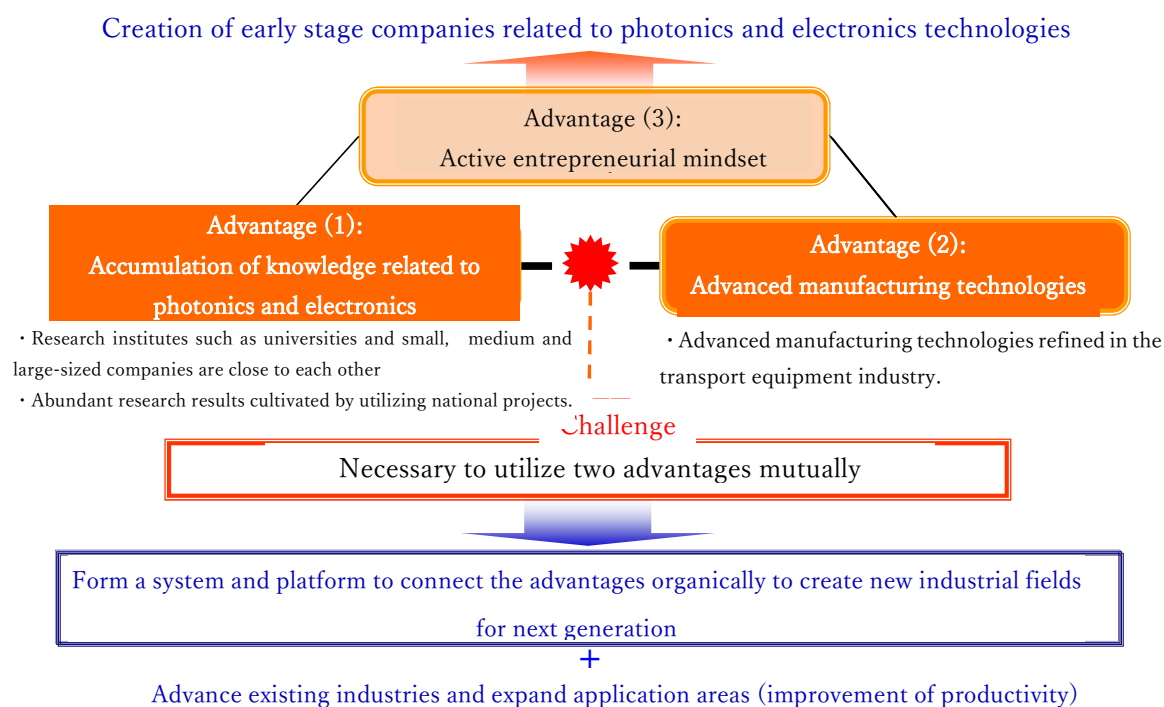 Creation of early stage companies related to photonics and electronics technologies
Advantage (3):
Active entrepreneurial mindset
Advantage (1):
Accumulation of knowledge related to
photonics and electronics
Advantage (2):
Advanced manufacturing technologies
・Research institutes such as universities and small, medium and
large-sized companies are close to each other
・Abundant research results cultivated by utilizing national projects.
・Advanced manufacturing technologies refined in the
transport equipment industry.
Challenge
Necessary to utilize two advantages mutually
Form a system and platform to connect the advantages organically to create new industrial fields
for next generation
+
Advance existing industries and expand application areas (improvement of productivity)